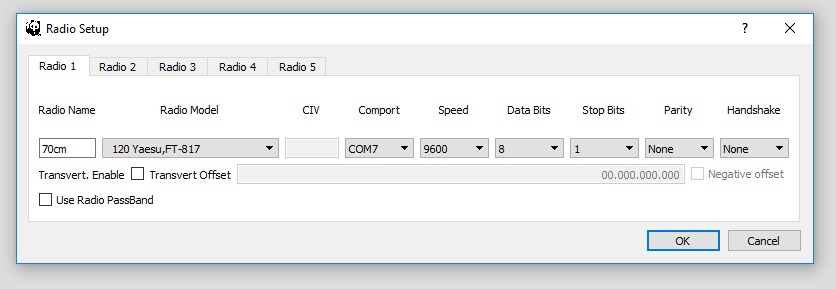 Radio Setup
Radio 1 Radio 2 Radio 3 Radio 4 Radio 5
Radio Name Radio Model CIV Comport Speed Data Bits Stop Bits Parity Handshake
70cm 120 Yaesu,FT-817 COM7 9600 8 1 None None
Transvert. Enable Transvert Offset 00.000.000.000 Negative offset
Use Radio PassBand
OK Cancel